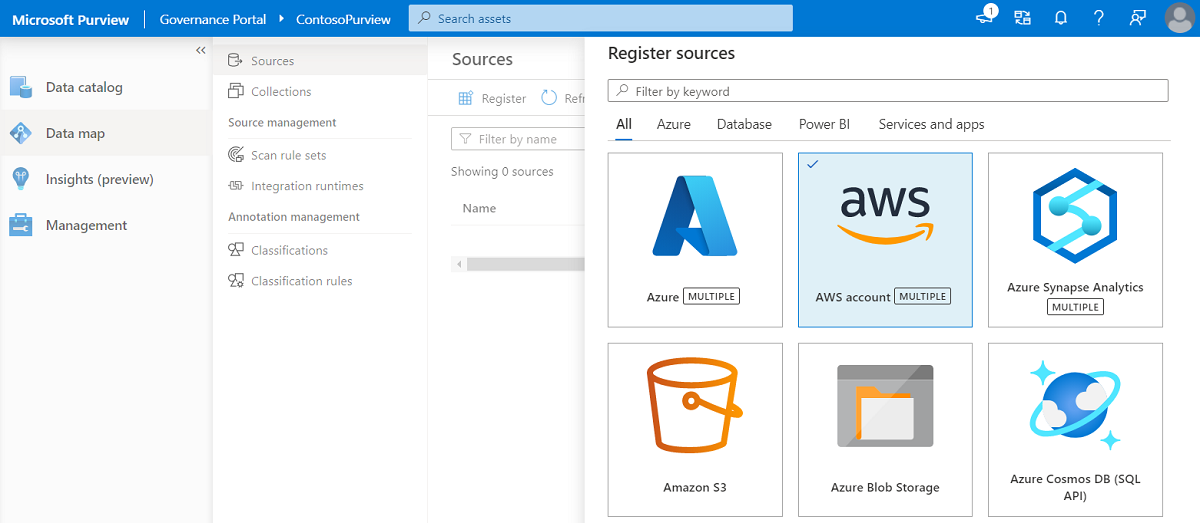 Microsoft Purview
Governance Portal
ContosoPurview
Search assets
1
Data catalog
Data map
Insights (preview)
Management
Sources
Collections
Source management
Scan rule sets
Integration runtimes
Annotation management
Classifications
Classification rules
Sources
Register
Refr
Filter by name
Showing 0 sources
Name
Register sources
Filter by keyword
All Azure Database Power BI Services and apps
Azure MULTIPLE
aws
AWS account MULTIPLE
Azure Synapse Analytics
MULTIPLE
Amazon S3
Azure Blob Storage
Azure Cosmos DB (SQL
API)